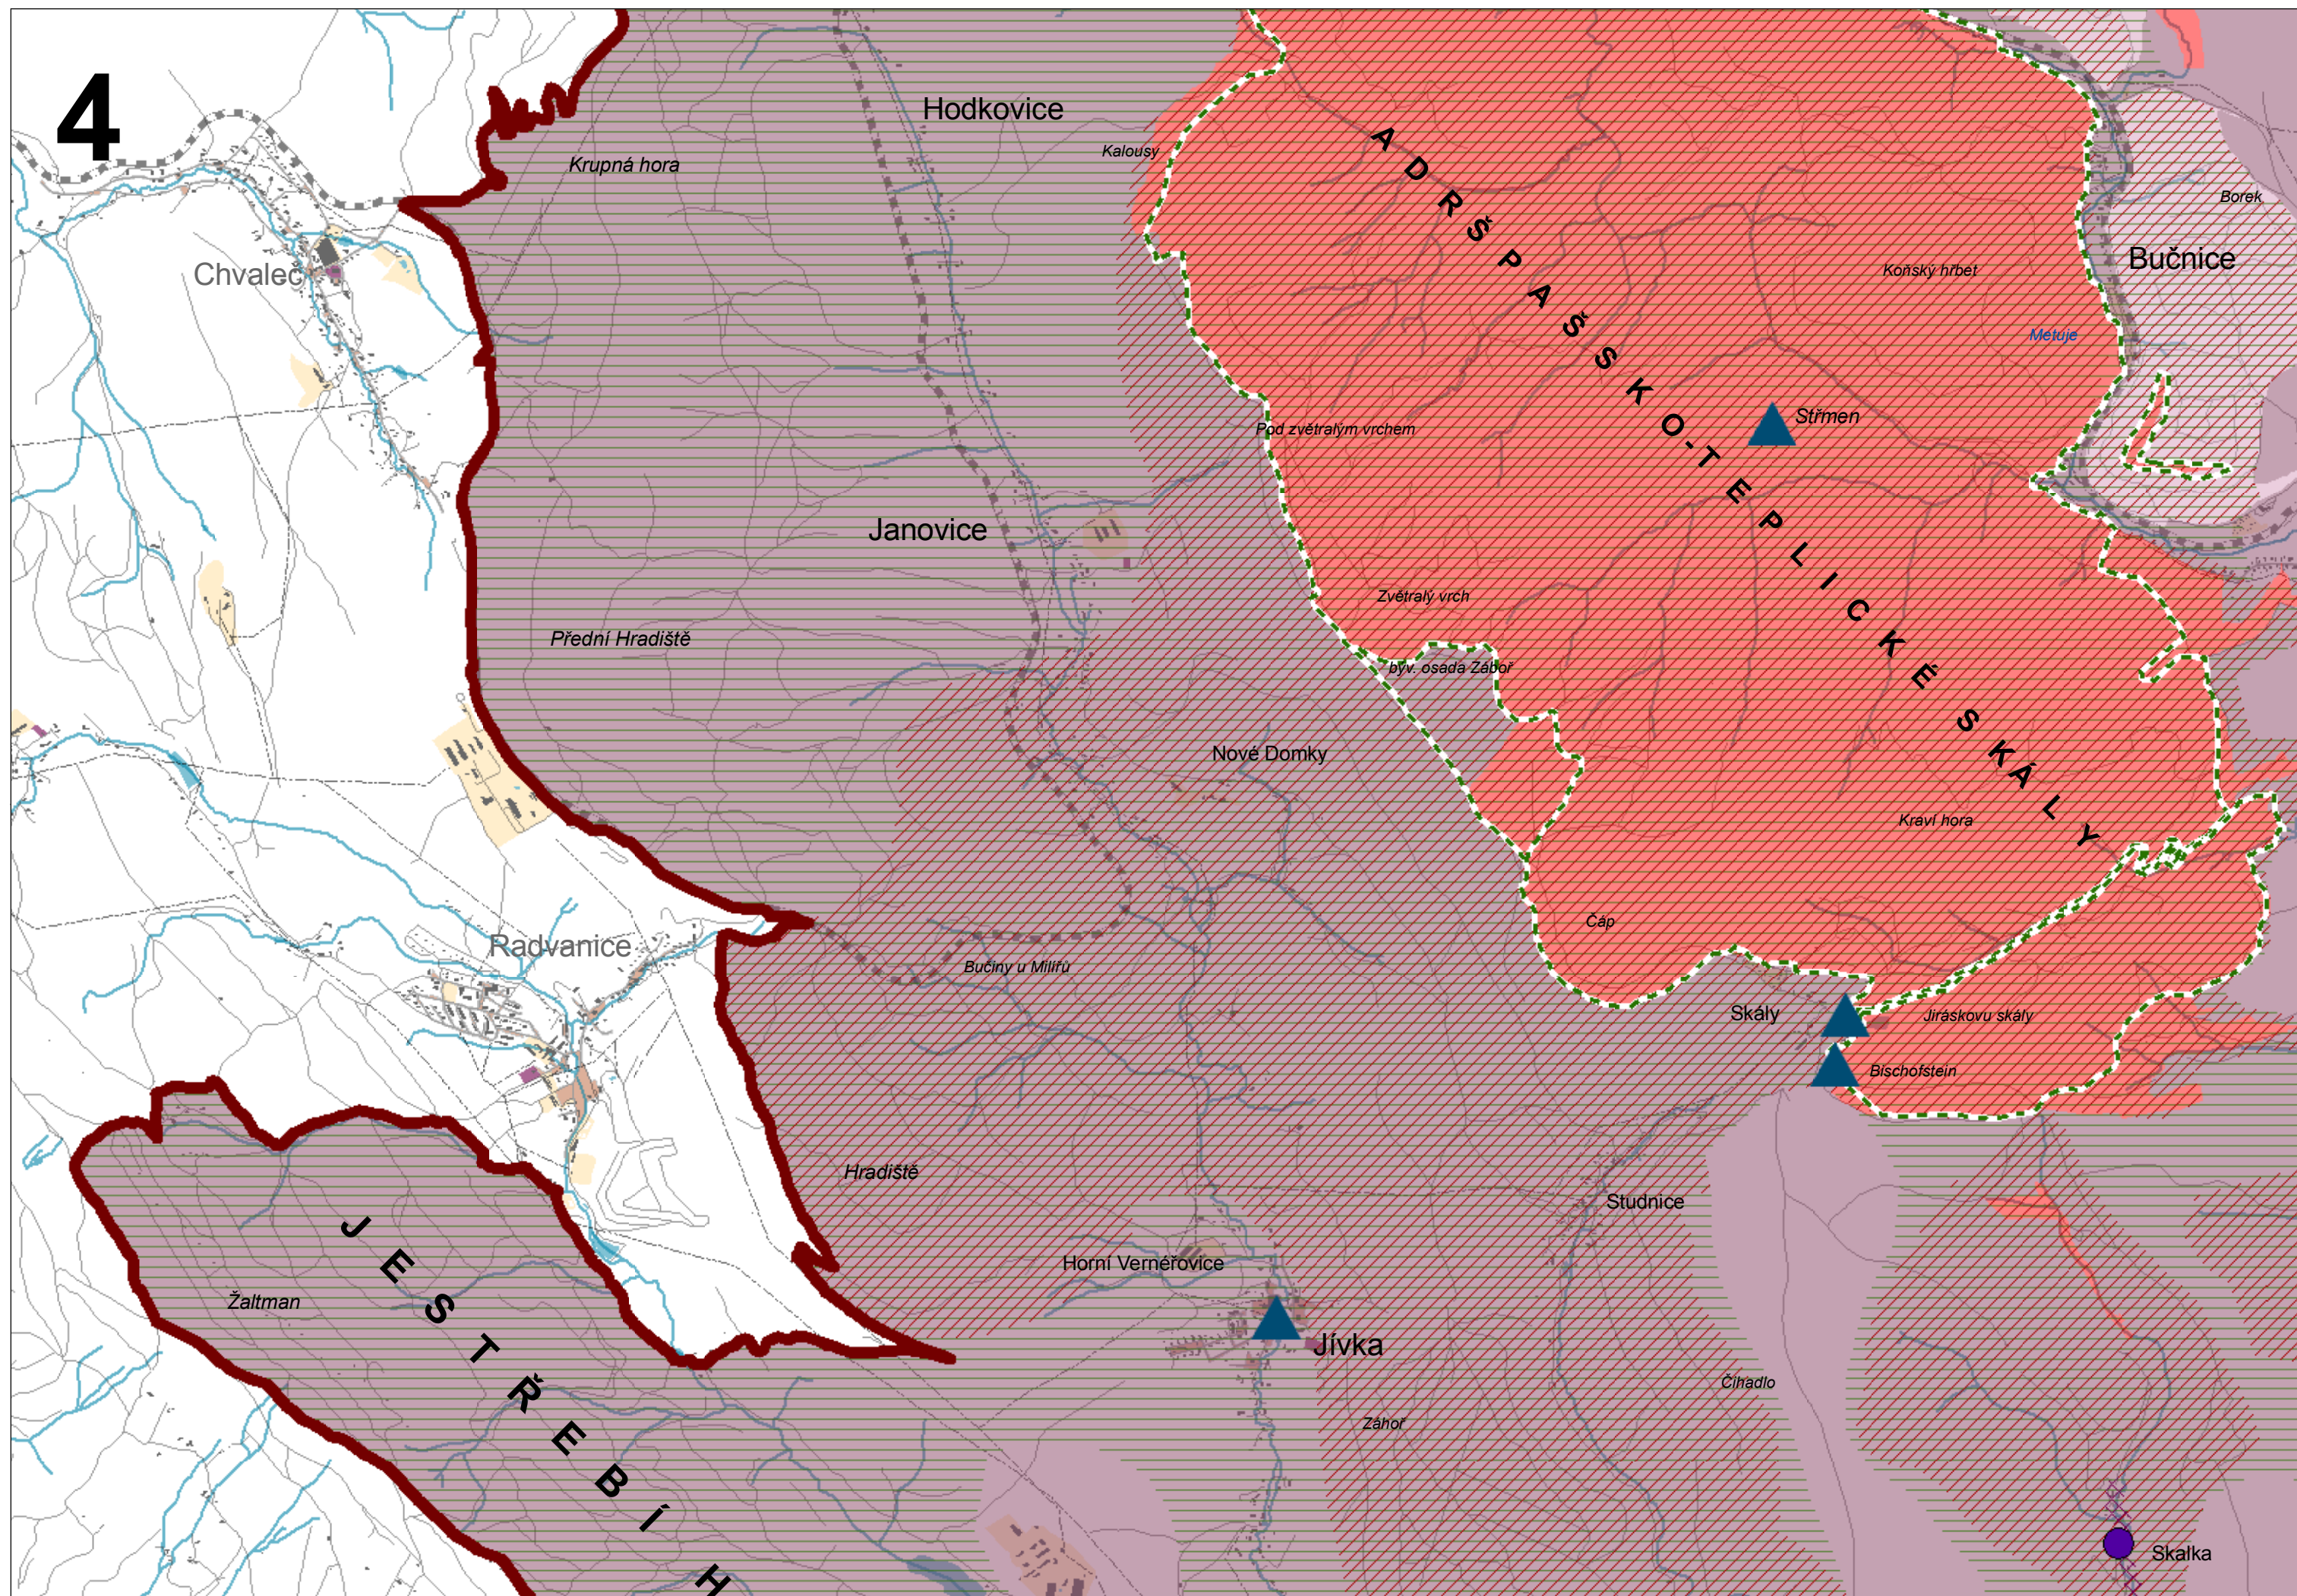 4
Hodkovice
Krupná hora
Kalousy
Borek
Bučnice
Chvaleč
Koňský hřbet
Metuje
ADRŠPAŠSKO-TEPLICKÉ SKÁLY
Střmen
Pod zvětralým vrchem
Janovice
Zvětralý vrch
Přední Hradiště
býv. osada Záboř
Nové Domky
Kraví hora
Čáp
Radvanice
Bučiny u Milířů
Skály
Jiráskovu skály
Bischofstein
Hradiště
Studnice
JESTŘEBÍ H
Horní Vernéřovice
Žaltman
Jívka
Čihadlo
Záhoř
Skalka